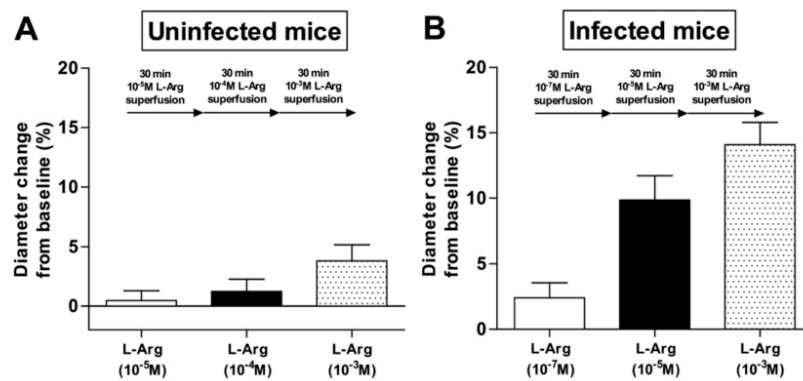 A
Uninfected mice
30 min
10⁻⁵M L-Arg
superfusion
30 min
10⁻⁴M L-Arg
superfusion
30 min
10⁻³M L-Arg
superfusion
Diameter change
from baseline (%)
20
15
10
5
0
L-Arg
(10⁻⁵M)
L-Arg
(10⁻⁴M)
L-Arg
(10⁻³M)
B
Infected mice
30 min
10⁻⁷M L-Arg
superfusion
30 min
10⁻⁵M L-Arg
superfusion
30 min
10⁻³M L-Arg
superfusion
Diameter change
from baseline (%)
20
15
10
5
0
L-Arg
(10⁻⁷M)
L-Arg
(10⁻⁵M)
L-Arg
(10⁻³M)